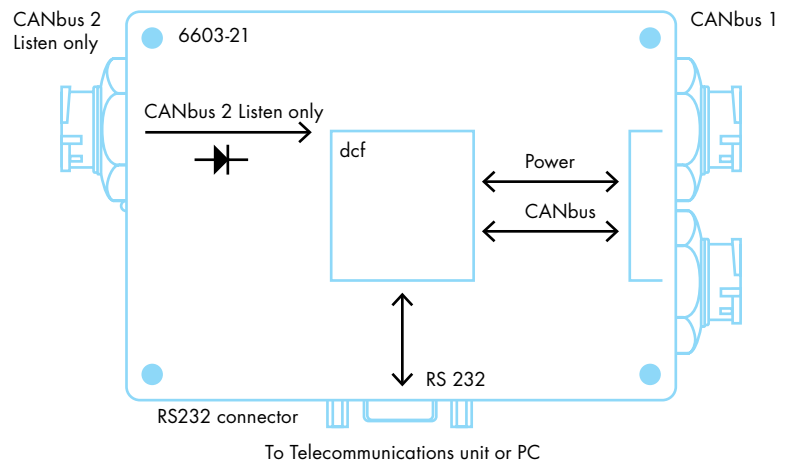 CANbus 2
Listen only
6603-21
CANbus 1
CANbus 2 Listen only
dcf
Power
CANbus
RS 232
RS232 connector
To Telecommunications unit or PC